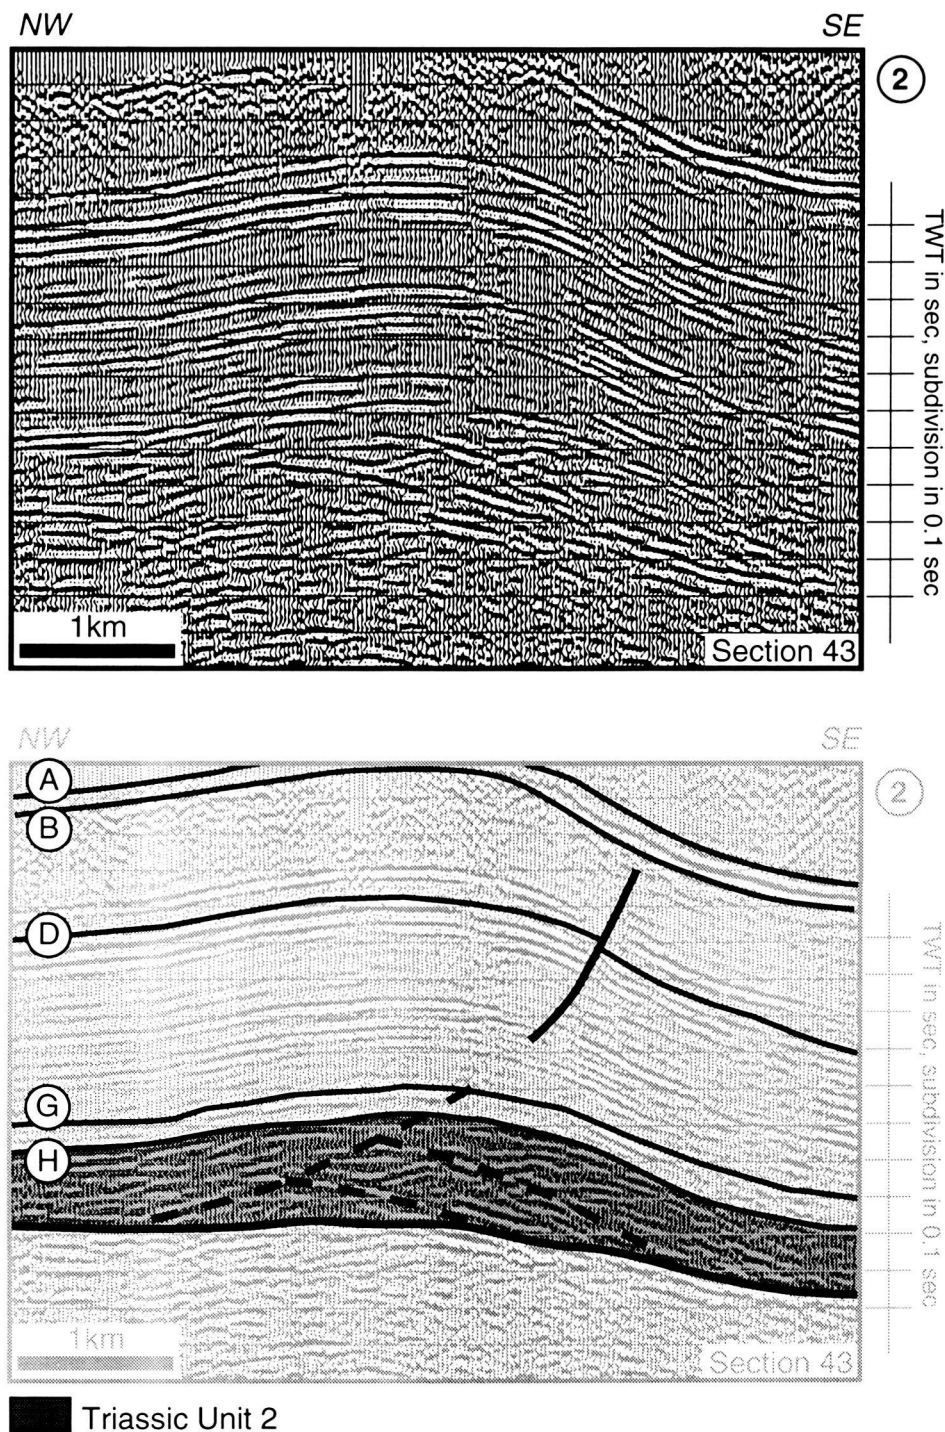 NW SE
2
TWT in sec, subdivision in 0.1 sec
1km
Section 43
NW SE
2
A
B
D
G
H
TWT in sec, subdivision in 0.1 sec
1km
Section 43
Triassic Unit 2